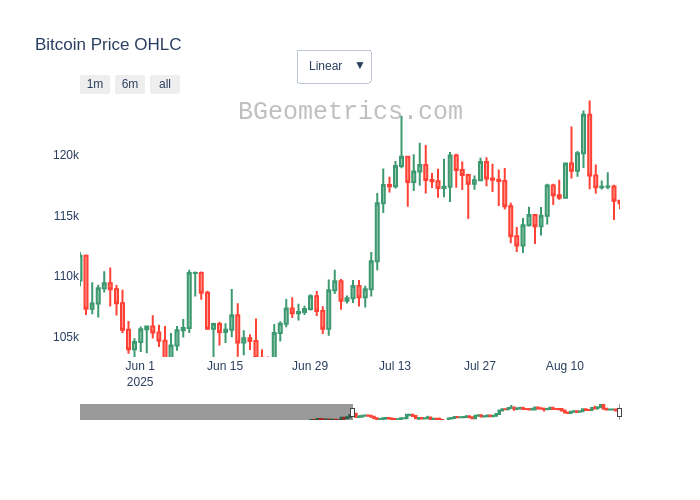 Bitcoin Price OHLC
Linear ▼
1m 6m all
BGeometrics.com
120k
115k
110k
105k
Jun 1 Jun 15 Jun 29 Jul 13 Jul 27 Aug 10
2025